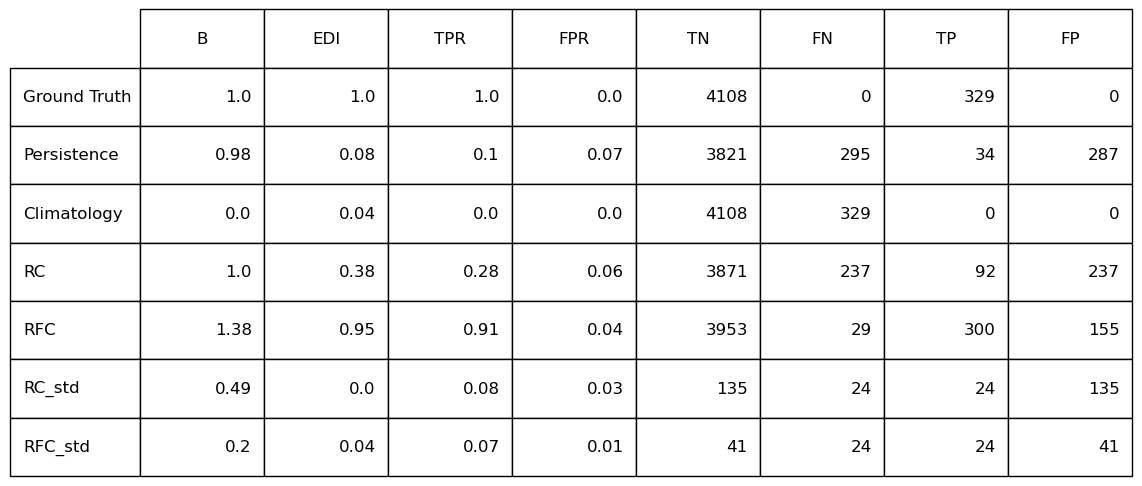 B EDI TPR FPR TN FN TP FP
Ground Truth 1.0 1.0 1.0 0.0 4108 0 329 0
Persistence 0.98 0.08 0.1 0.07 3821 295 34 287
Climatology 0.0 0.04 0.0 0.0 4108 329 0 0
RC 1.0 0.38 0.28 0.06 3871 237 92 237
RFC 1.38 0.95 0.91 0.04 3953 29 300 155
RC_std 0.49 0.0 0.08 0.03 135 24 24 135
RFC_std 0.2 0.04 0.07 0.01 41 24 24 41